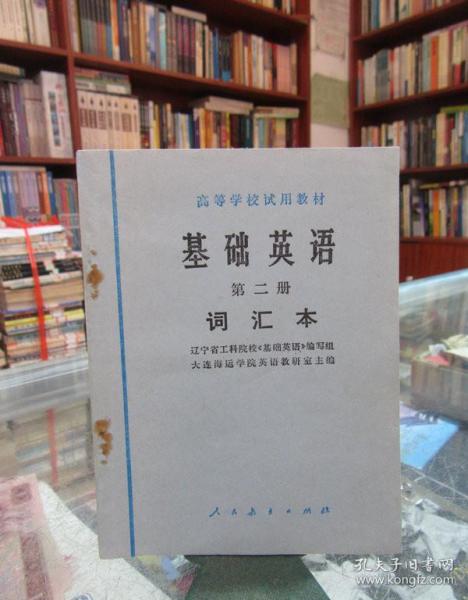 高等学校试用教材
基础英语
第二册
词汇本
辽宁省工科院校《基础英语》编写组
大连海运学院英语教研室主编
人民教育出版社
孔夫子旧书网
www.kongfz.com